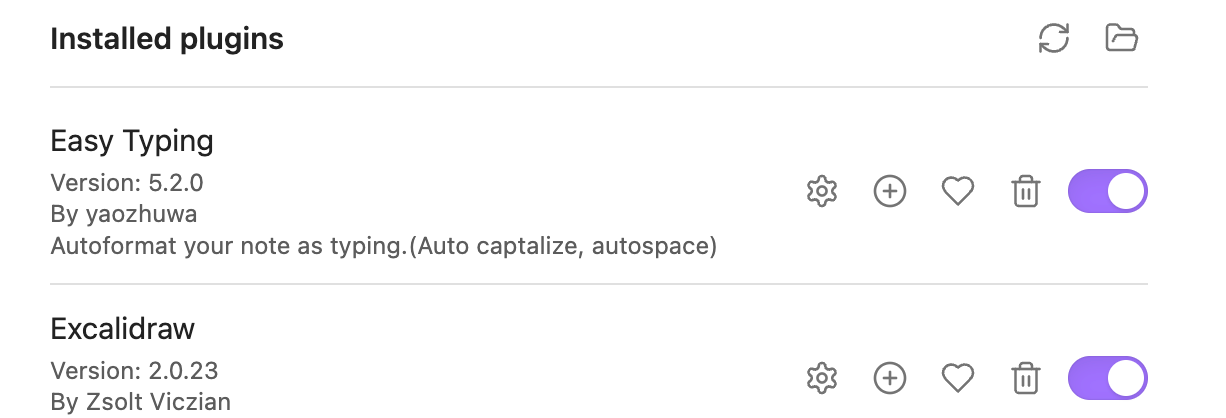 Installed plugins
Easy Typing
Version: 5.2.0
By yaozhuwa
Autoformat your note as typing.(Auto captalize, autospace)
Excalidraw
Version: 2.0.23
By Zsolt Viczian